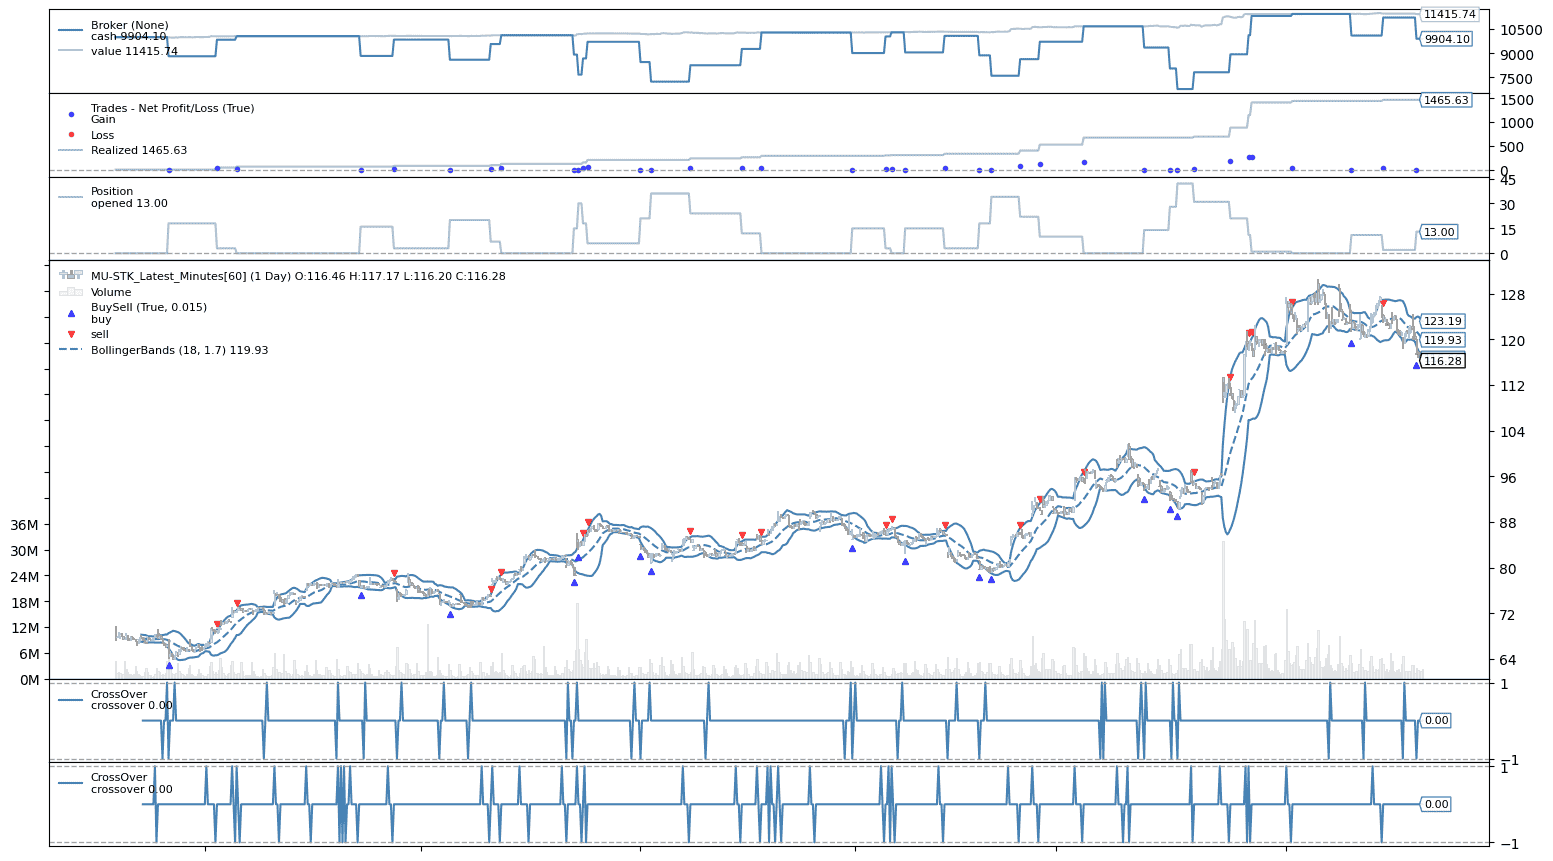 Broker (None)
cash 9904.10
value 11415.74
11415.74
10500
9904.10
9000
7500
Trades - Net Profit/Loss (True)
Gain
Loss
Realized 1465.63
1465.63
1500
1000
500
0
Position
opened 13.00
45
30
13.00
15
0
MU-STK_Latest_Minutes[60] (1 Day) O:116.46 H:117.17 L:116.20 C:116.28
Volume
BuySell (True, 0.015)
buy
sell
BollingerBands (18, 1.7) 119.93
128
123.19
120
119.93
116.28
112
104
96
88
80
72
64
36M
30M
24M
18M
12M
6M
0M
CrossOver
crossover 0.00
1
0.00
−1
CrossOver
crossover 0.00
1
0.00
−1